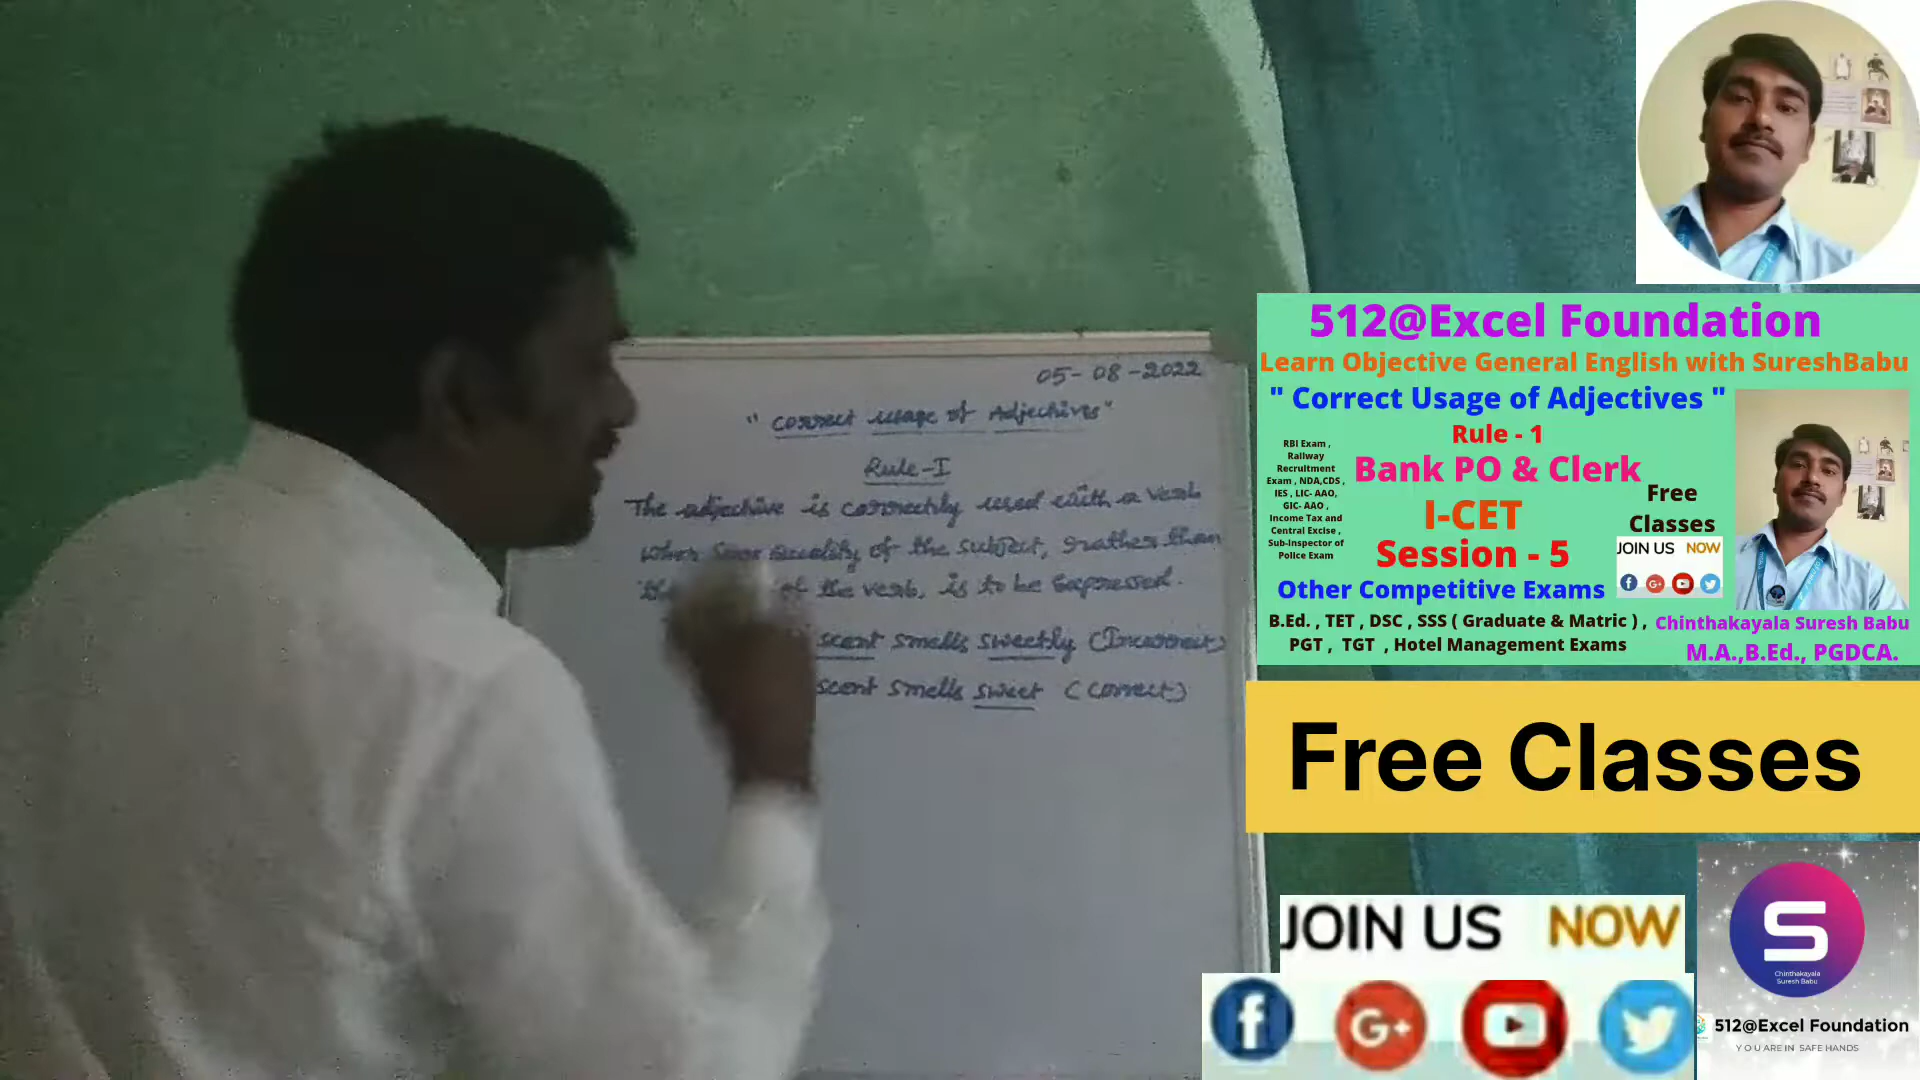 05-08-2022
" Correct usage of Adjectives "
Rule-I
The adjective is correctly used with a verb
when some quality of the subject, rather than
of the verb, is to be Expressed.
scent smells sweetly (Incorrect)
scent smells sweet (correct)
512@Excel Foundation
Learn Objective General English with SureshBabu
" Correct Usage of Adjectives "
Rule - 1
RBI Exam ,
Railway
Recruitment
Exam , NDA,CDS ,
IES , LIC- AAO,
GIC- AAO ,
Income Tax and
Central Excise ,
Sub-Inspector of
Police Exam
Bank PO & Clerk
I-CET
Session - 5
Free
Classes
JOIN US NOW
Other Competitive Exams
B.Ed. , TET , DSC , SSS ( Graduate & Matric ) ,
PGT , TGT , Hotel Management Exams
Chinthakayala Suresh Babu
M.A.,B.Ed., PGDCA.
Free Classes
JOIN US NOW
f
G+
S
Chinthakayala
Suresh Babu
512@Excel Foundation
YOU ARE IN SAFE HANDS